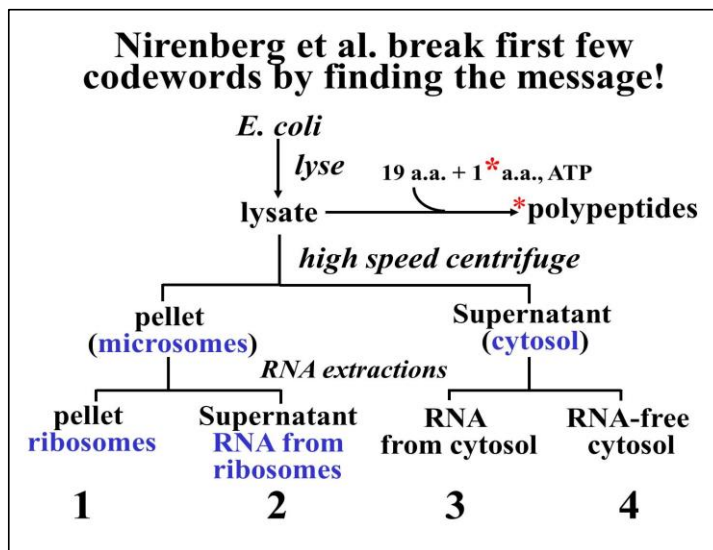 Nirenberg et al. break first few
codewords by finding the message!
E. coli
lyse
19 a.a. + 1 * a.a., ATP
lysate
*polypeptides
high speed centrifuge
pellet
(microsomes)
Supernatant
(cytosol)
RNA extractions
pellet
ribosomes
Supernatant
RNA from
ribosomes
RNA
from cytosol
RNA-free
cytosol
1
2
3
4